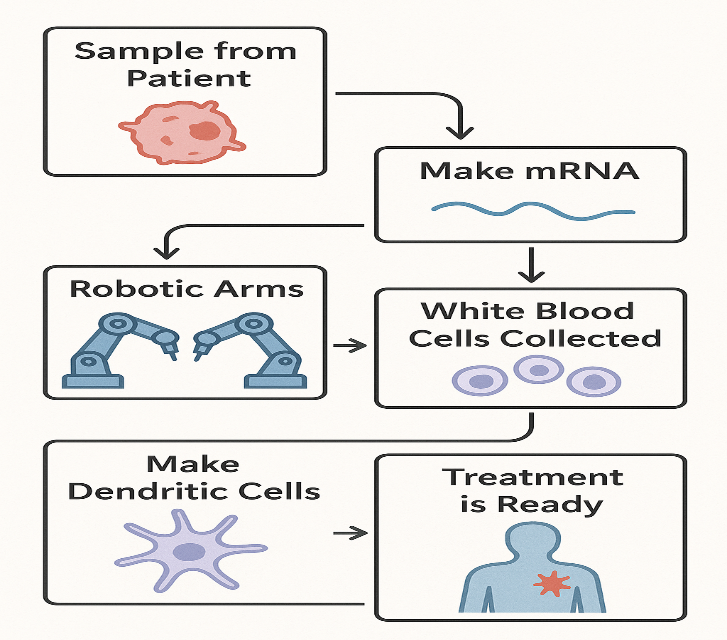 Sample from
Patient
Make mRNA
Robotic Arms
White Blood
Cells Collected
Make
Dendritic Cells
Treatment
is Ready